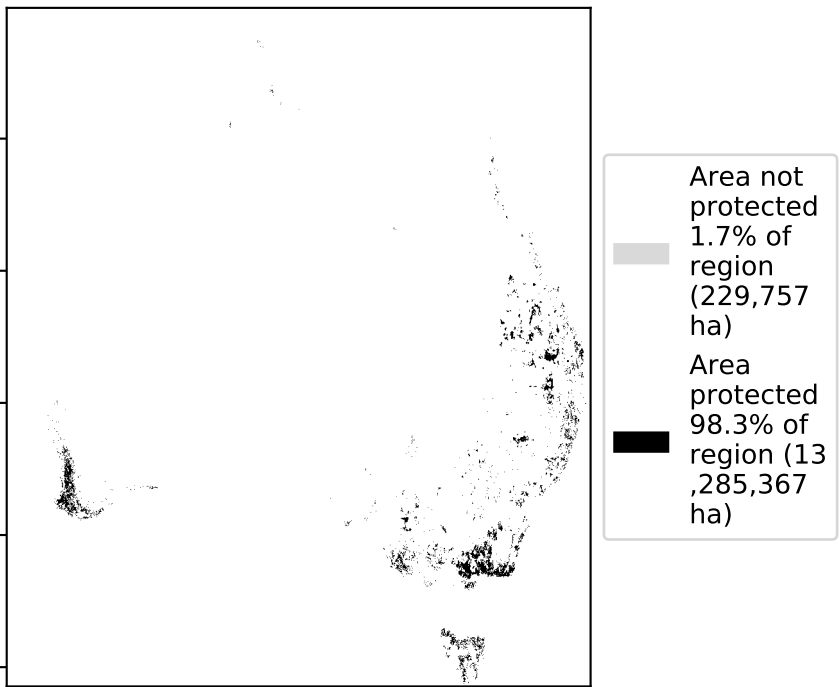 Area not
protected
1.7% of
region
(229,757
ha)
Area
protected
98.3% of
region (13
,285,367
ha)